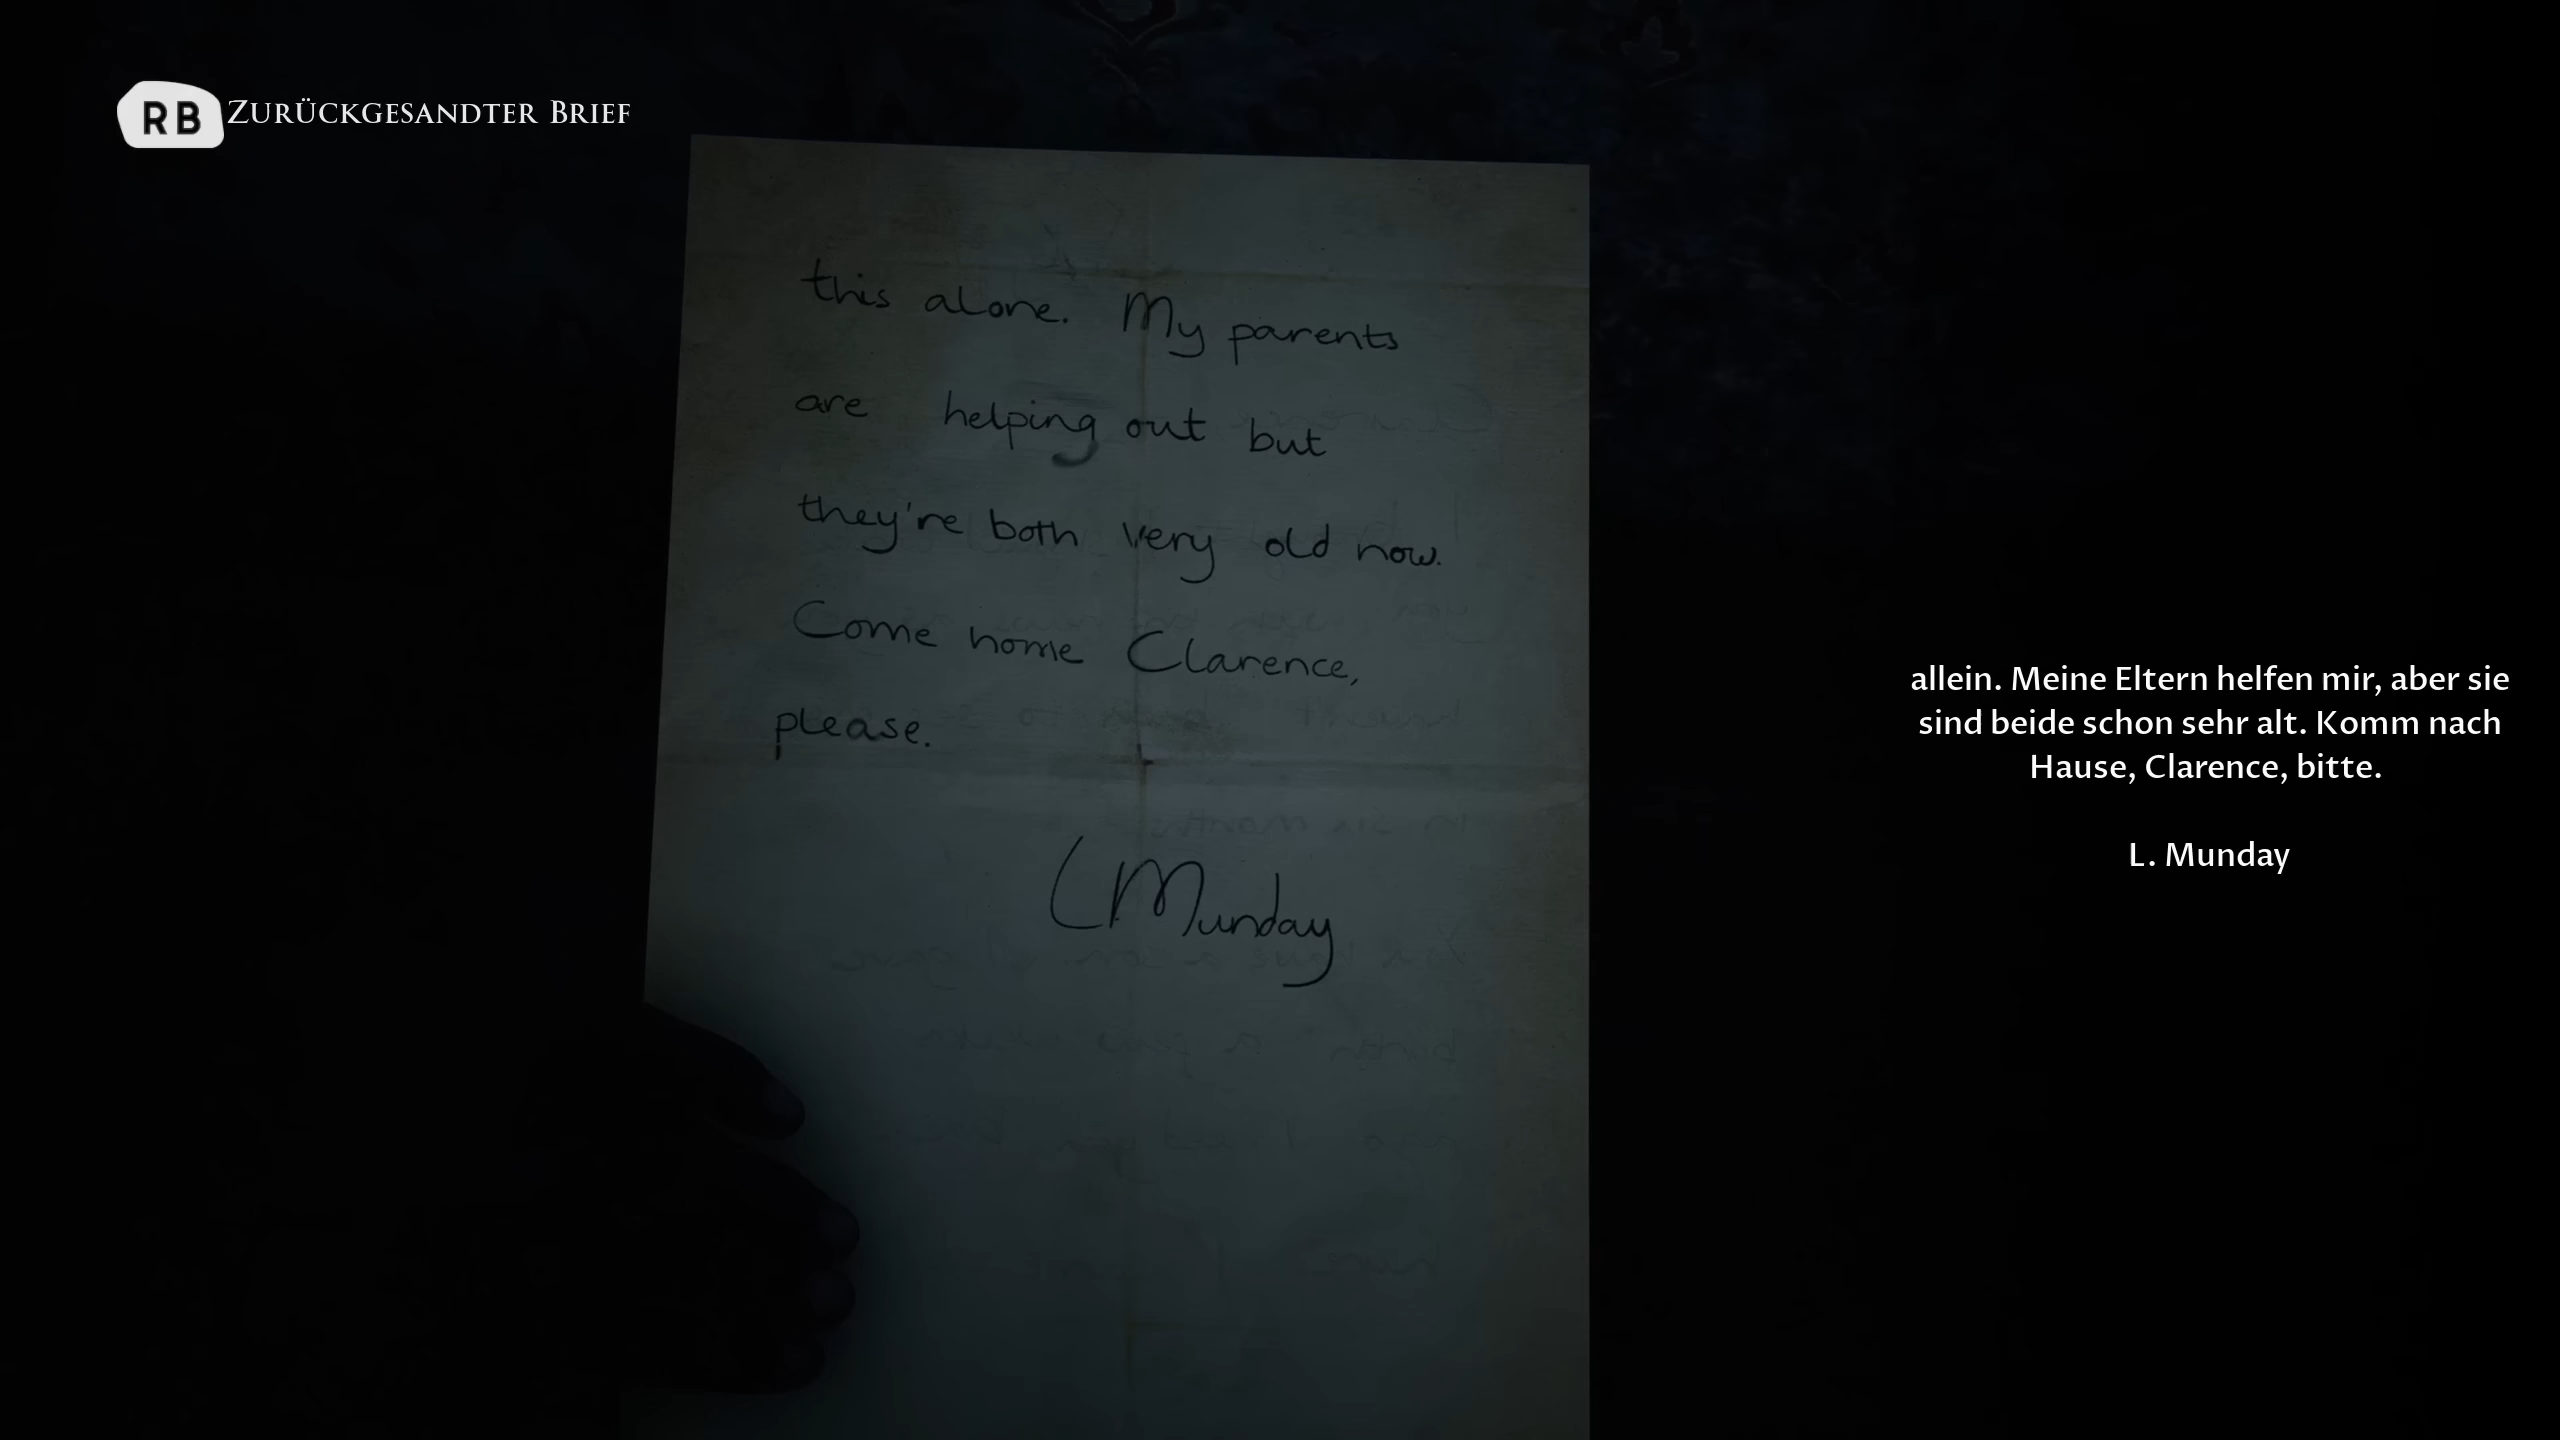 RB ZURÜCKGESANDTER BRIEF
this alone. My parents
are helping out but
they're both very old now.
Come home Clarence,
please.
L Munday
allein. Meine Eltern helfen mir, aber sie
sind beide schon sehr alt. Komm nach
Hause, Clarence, bitte.
L. Munday